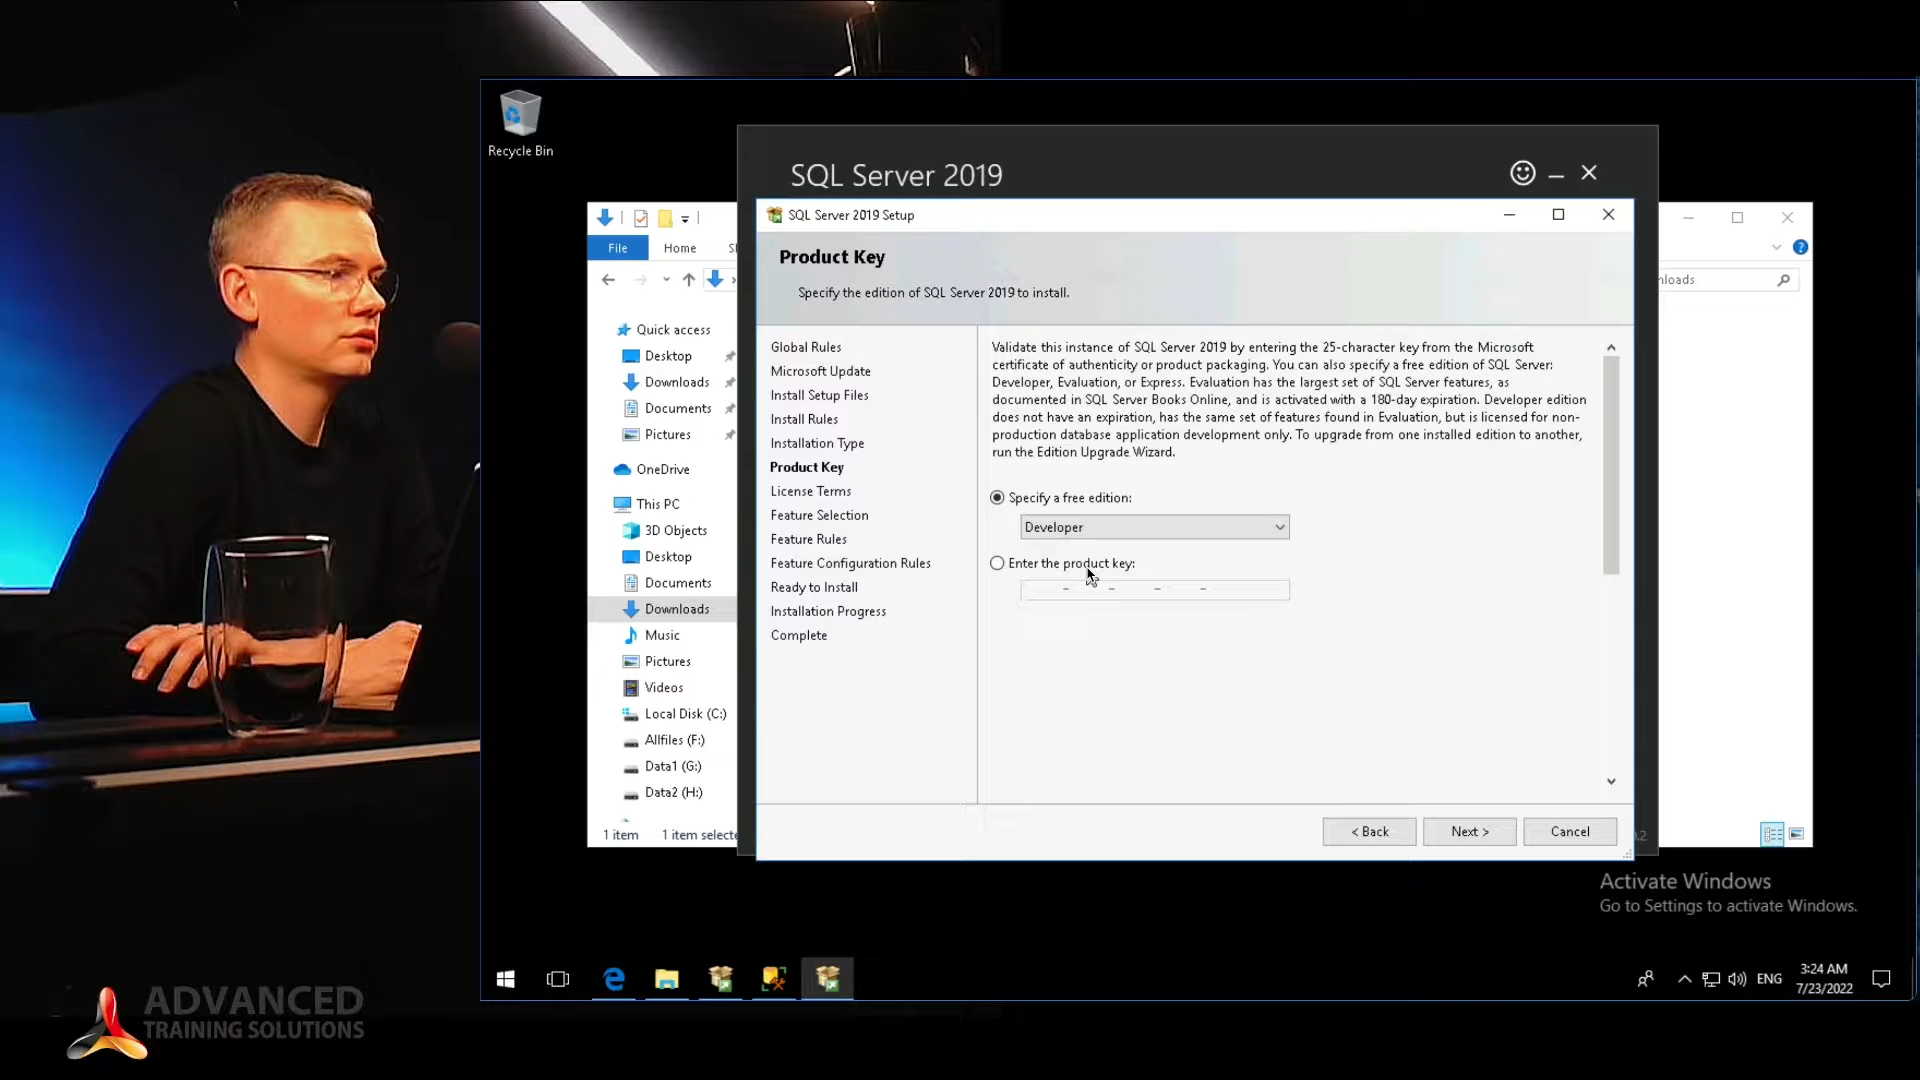 Recycle Bin
SQL Server 2019
SQL Server 2019 Setup
Product Key
Specify the edition of SQL Server 2019 to install.
File
Home
Quick access
Desktop
Downloads
Documents
Pictures
OneDrive
This PC
3D Objects
Desktop
Documents
Downloads
Music
Pictures
Videos
Local Disk (C:)
Allfiles (F:)
Data1 (G:)
Data2 (H:)
1 item 1 item selecte
Global Rules
Microsoft Update
Install Setup Files
Install Rules
Installation Type
Product Key
License Terms
Feature Selection
Feature Rules
Feature Configuration Rules
Ready to Install
Installation Progress
Complete
Validate this instance of SQL Server 2019 by entering the 25-character key from the Microsoft
certificate of authenticity or product packaging. You can also specify a free edition of SQL Server:
Developer, Evaluation, or Express. Evaluation has the largest set of SQL Server features, as
documented in SQL Server Books Online, and is activated with a 180-day expiration. Developer edition
does not have an expiration, has the same set of features found in Evaluation, but is licensed for non-
production database application development only. To upgrade from one installed edition to another,
run the Edition Upgrade Wizard.
Specify a free edition:
Developer
Enter the product key:
- - - -
< Back
Next >
Cancel
nloads
.2
Activate Windows
Go to Settings to activate Windows.
ENG
3:24 AM
7/23/2022
ADVANCED
TRAINING SOLUTIONS